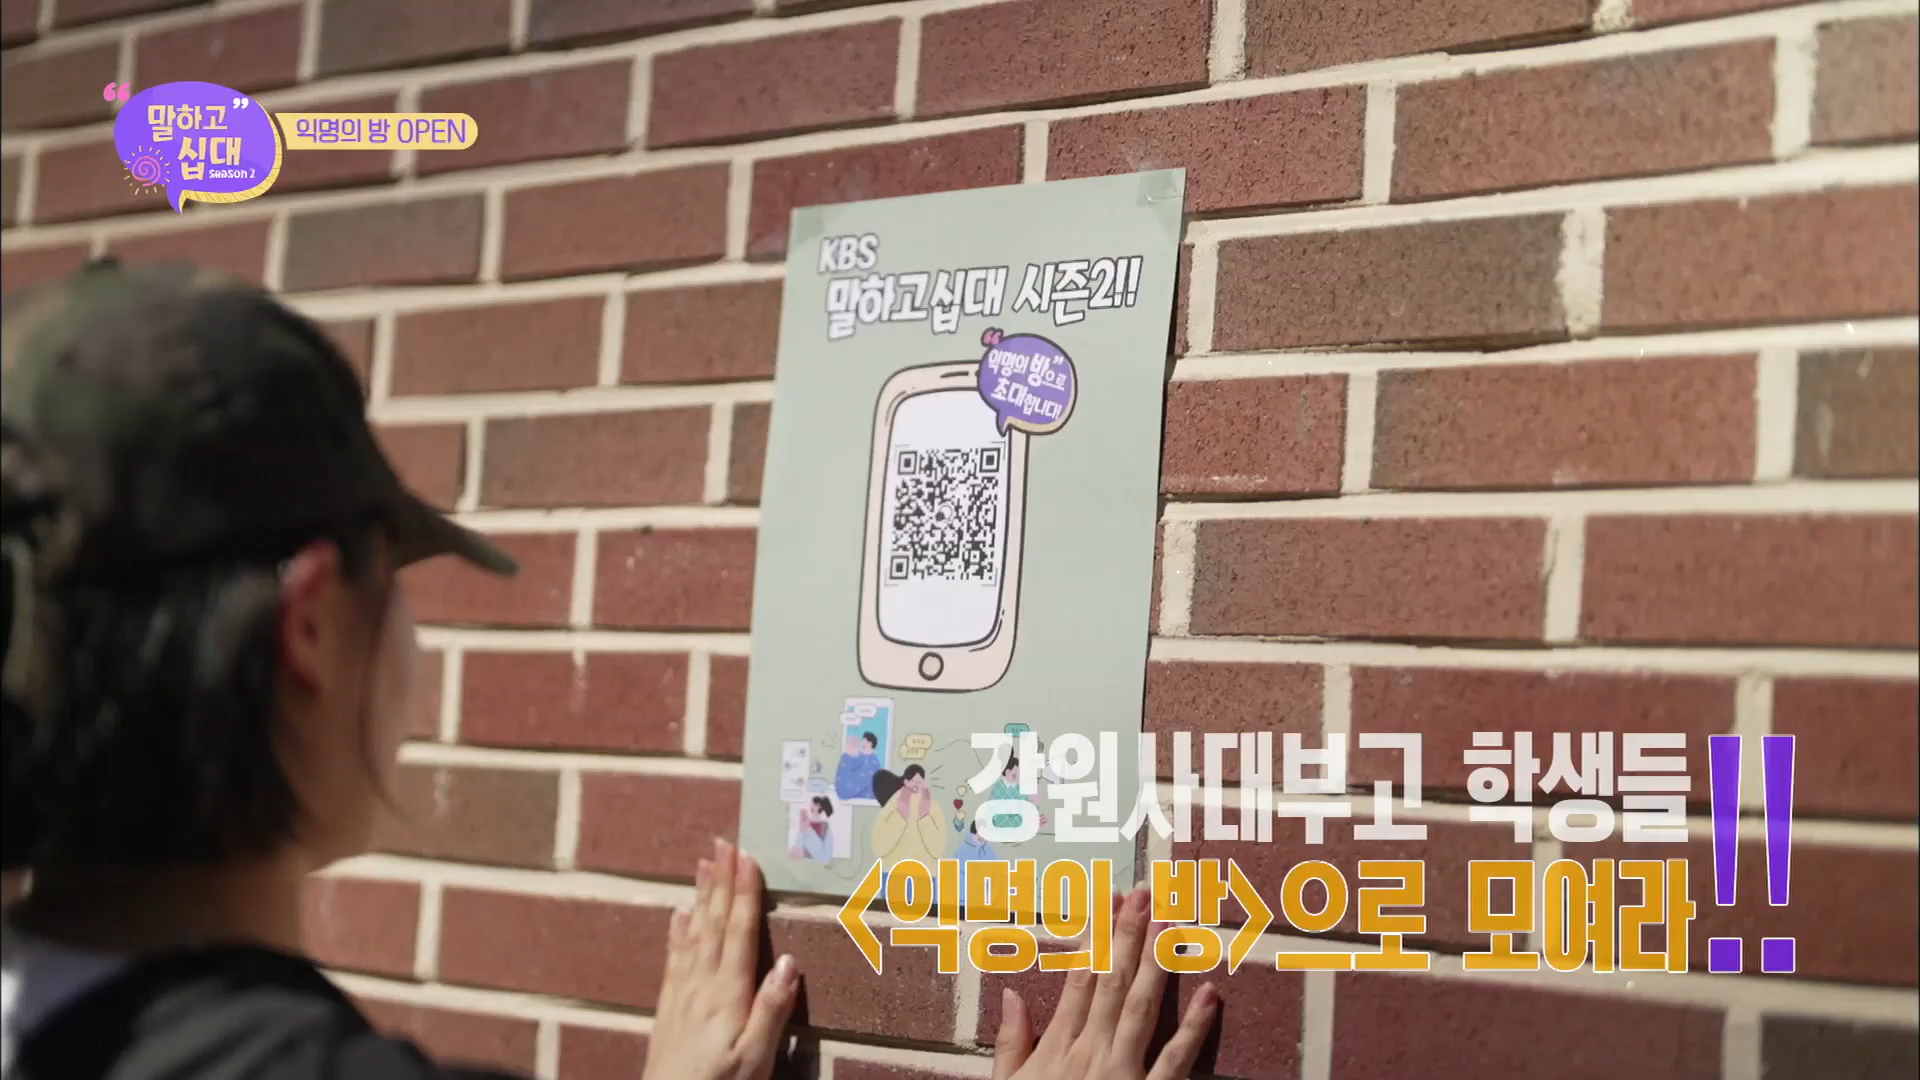 말하고
십대
season 2
익명의 방 OPEN
KBS
말하고십대 시즌2!!
익명의 방으로
초대합니다!
강원사대부고 학생들
<익명의 방>으로 모여라!!